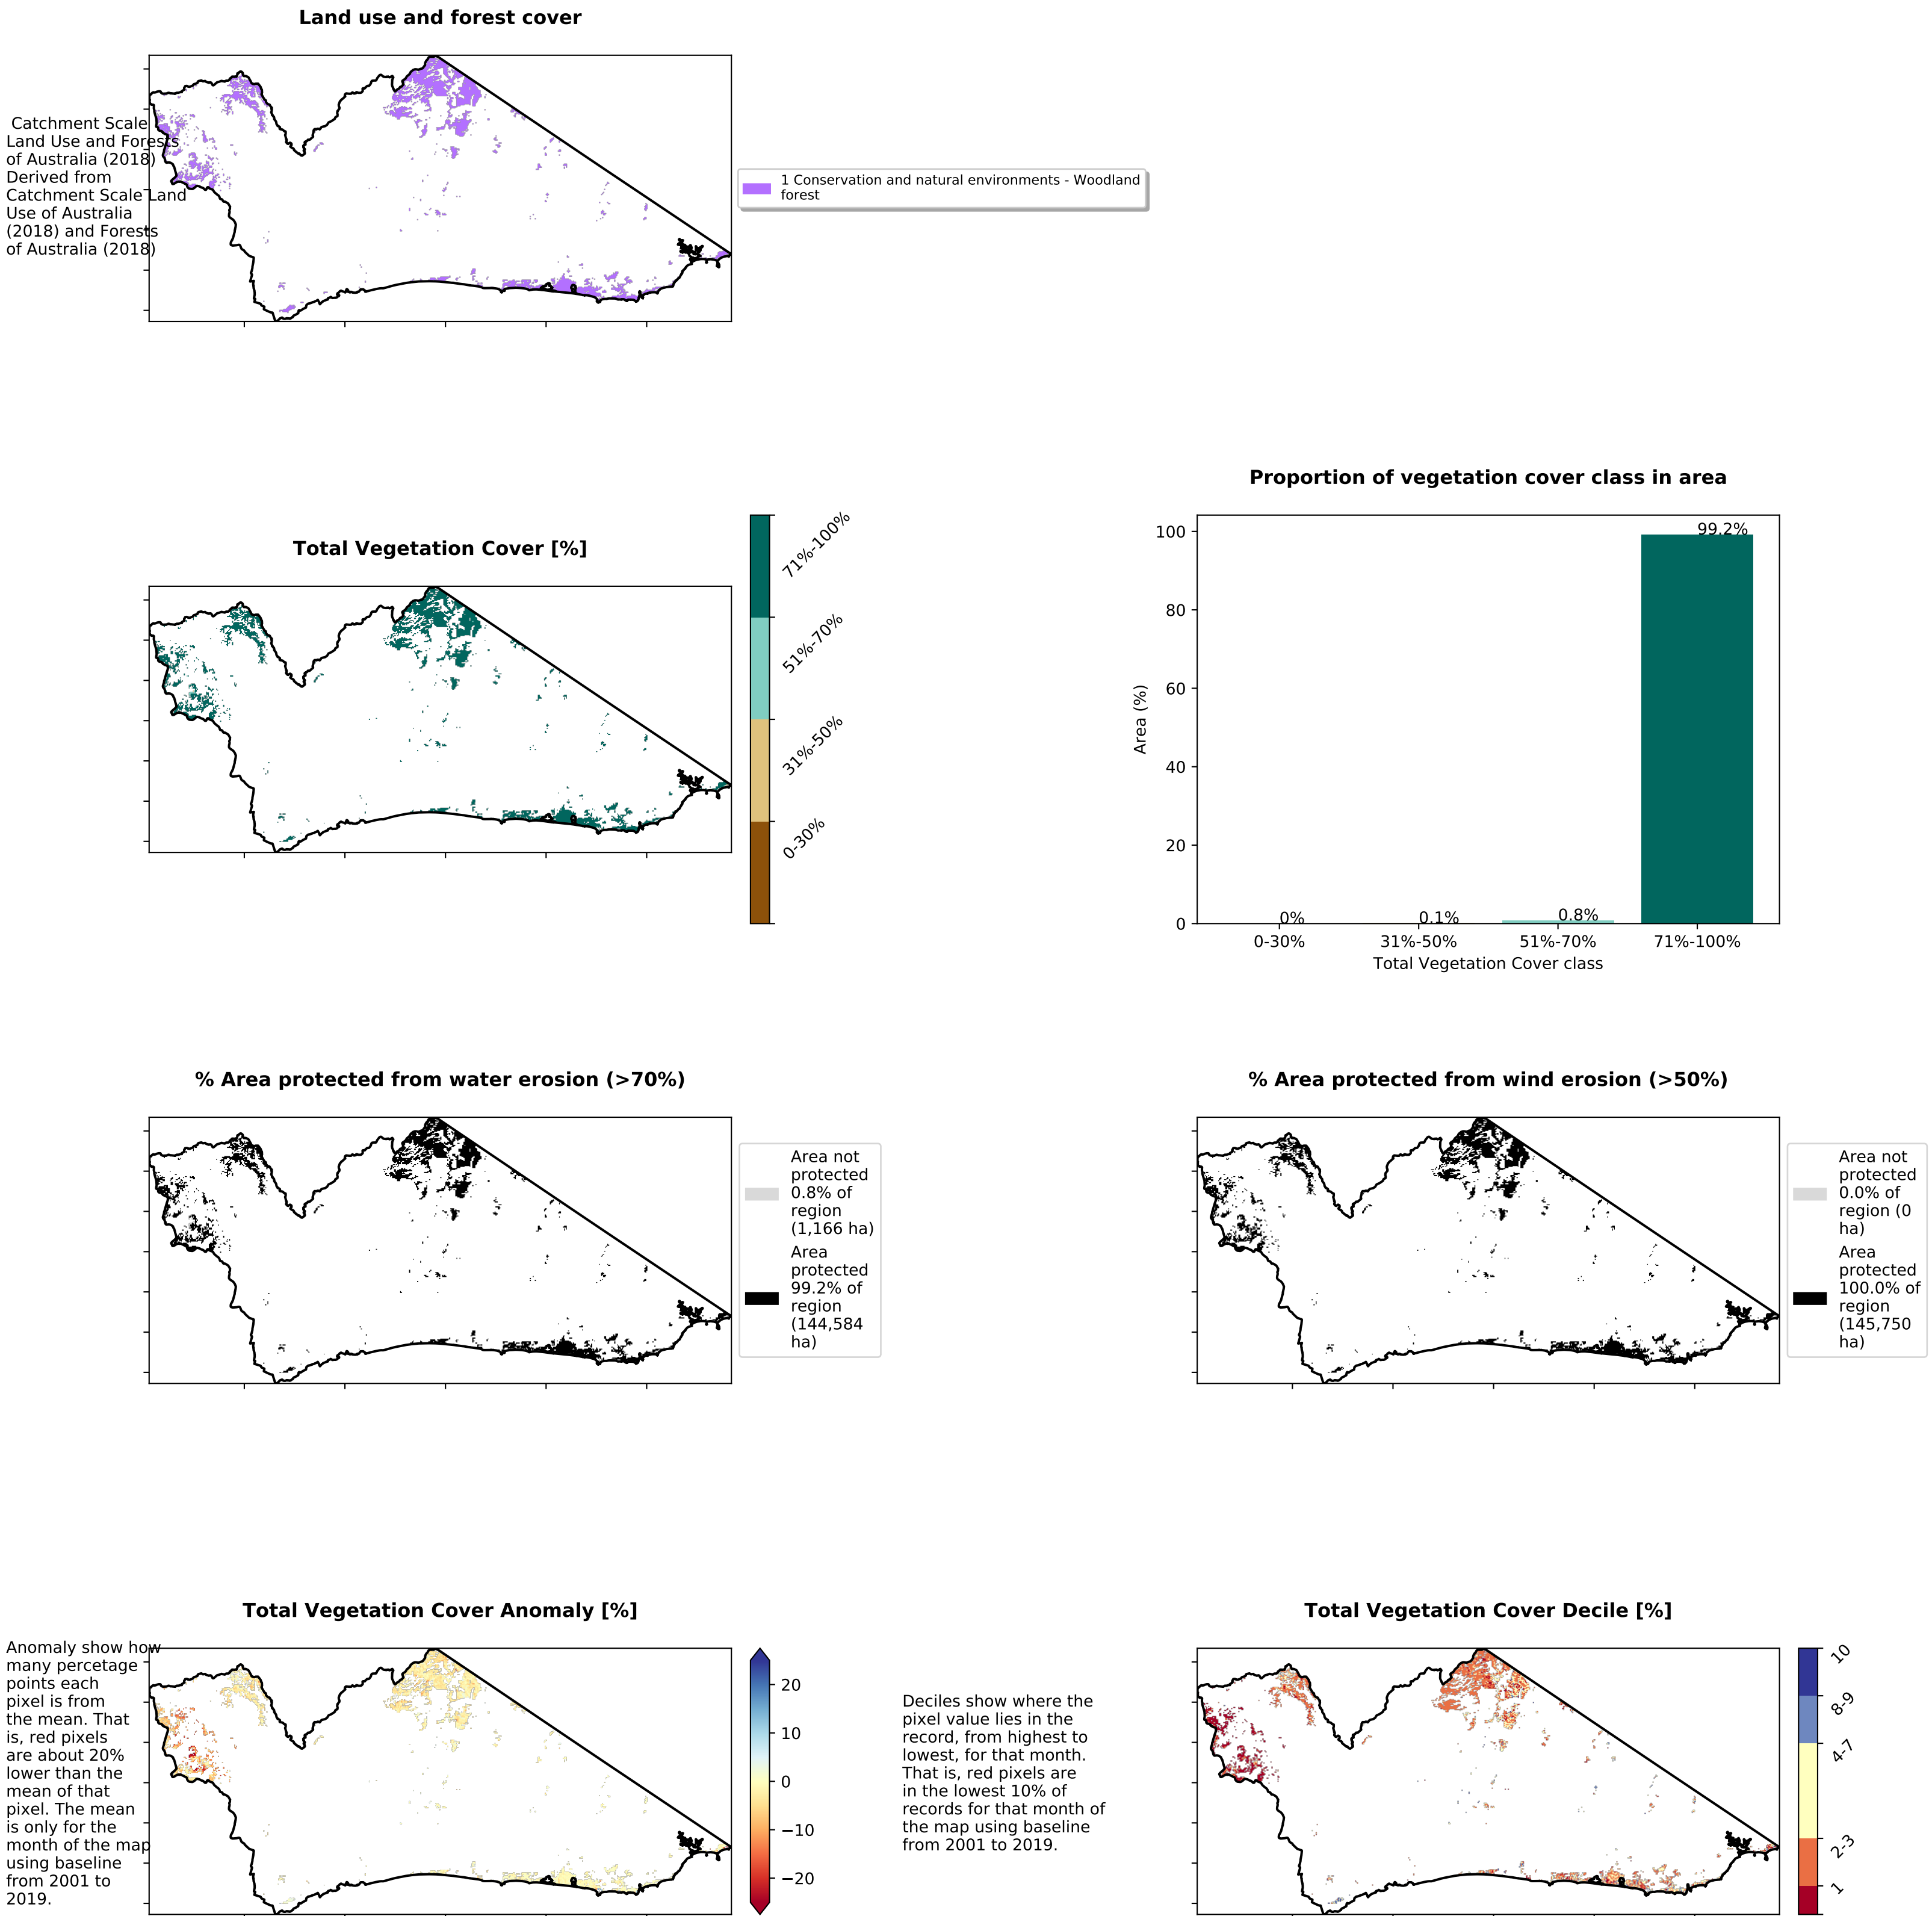 Land use and forest cover
Catchment Scale
Land Use and Forests
of Australia (2018)
Derived from
Catchment Scale Land
Use of Australia
(2018) and Forests
of Australia (2018)
1 Conservation and natural environments - Woodland
forest
Total Vegetation Cover [%]
71%-100%
51%-70%
31%-50%
0-30%
Proportion of vegetation cover class in area
Area (%)
100
80
60
40
20
0
0%
0.1%
0.8%
99.2%
0-30%
31%-50%
51%-70%
71%-100%
Total Vegetation Cover class
% Area protected from water erosion (>70%)
Area not
protected
0.8% of
region
(1,166 ha)
Area
protected
99.2% of
region
(144,584
ha)
% Area protected from wind erosion (>50%)
Area not
protected
0.0% of
region (0
ha)
Area
protected
100.0% of
region
(145,750
ha)
Total Vegetation Cover Anomaly [%]
Anomaly show how
many percetage
points each
pixel is from
the mean. That
is, red pixels
are about 20%
lower than the
mean of that
pixel. The mean
is only for the
month of the map
using baseline
from 2001 to
2019.
20
10
0
−10
−20
Total Vegetation Cover Decile [%]
Deciles show where the
pixel value lies in the
record, from highest to
lowest, for that month.
That is, red pixels are
in the lowest 10% of
records for that month of
the map using baseline
from 2001 to 2019.
10
8-9
4-7
2-3
1